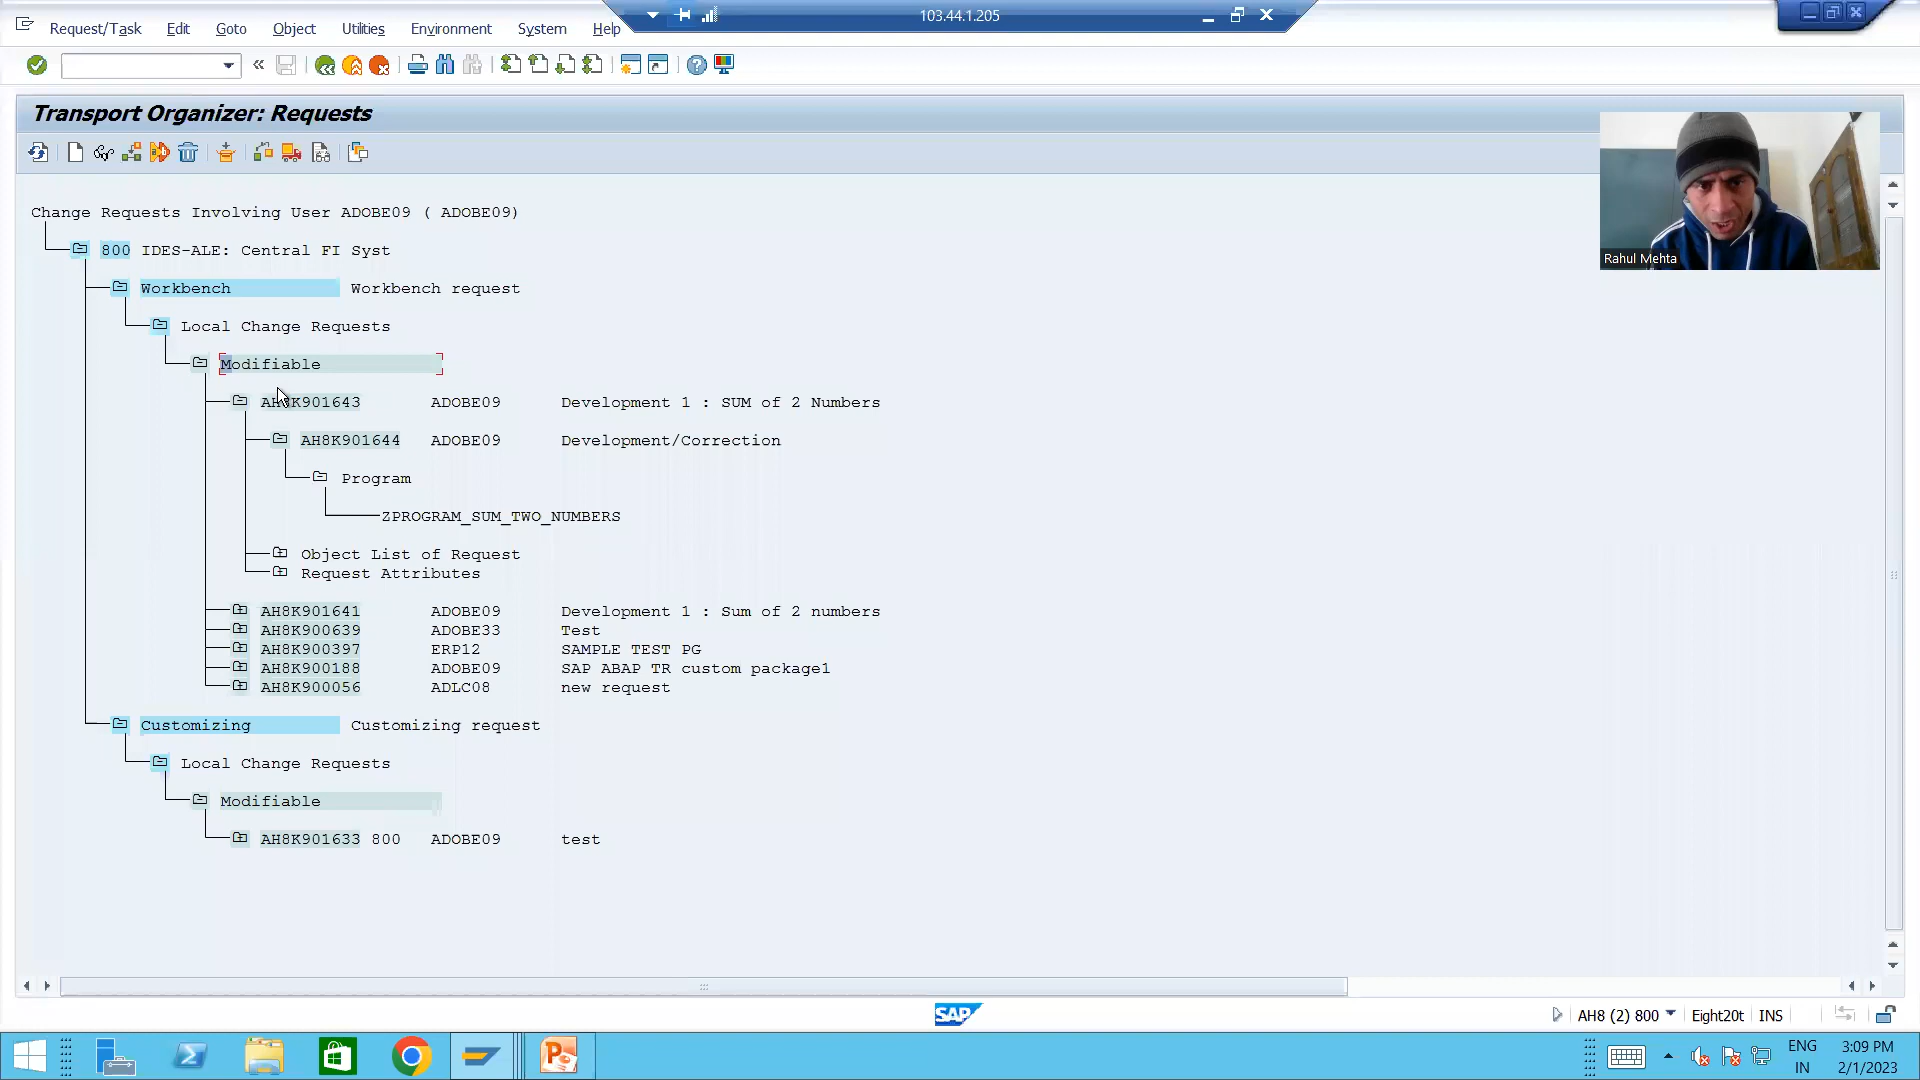 103.44.1.205
Request/Task Edit Goto Object Utilities Environment System Help
Transport Organizer: Requests
Rahul Mehta
Change Requests Involving User ADOBE09 ( ADOBE09)
800 IDES-ALE: Central FI Syst
Workbench Workbench request
Local Change Requests
Modifiable
AH8K901643 ADOBE09 Development 1 : SUM of 2 Numbers
AH8K901644 ADOBE09 Development/Correction
Program
ZPROGRAM_SUM_TWO_NUMBERS
Object List of Request
Request Attributes
AH8K901641 ADOBE09 Development 1 : Sum of 2 numbers
AH8K900639 ADOBE33 Test
AH8K900397 ERP12 SAMPLE TEST PG
AH8K900188 ADOBE09 SAP ABAP TR custom package1
AH8K900056 ADLC08 new request
Customizing Customizing request
Local Change Requests
Modifiable
AH8K901633 800 ADOBE09 test
SAP
AH8 (2) 800 Eight20t INS
ENG 3:09 PM
IN 2/1/2023